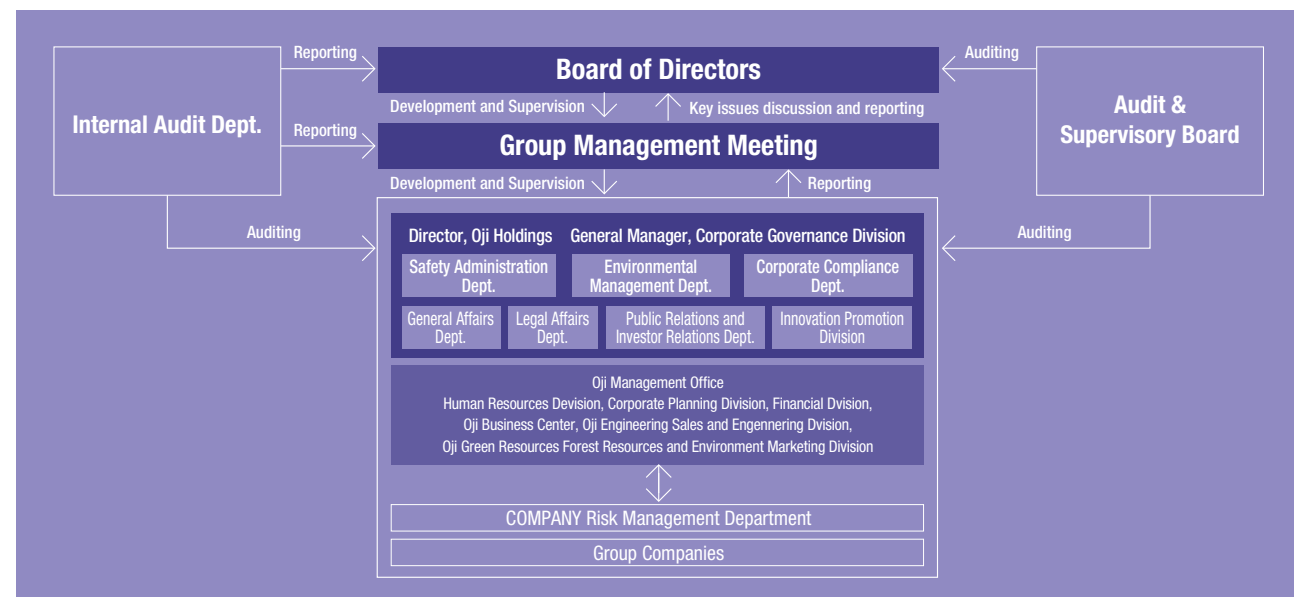 Reporting
Board of Directors
Auditing
Internal Audit Dept.
Development and Supervision
Key issues discussion and reporting
Audit &
Supervisory Board
Reporting
Group Management Meeting
Development and Supervision
Reporting
Auditing
Auditing
Director, Oji Holdings General Manager, Corporate Governance Division
Safety Administration
Dept.
Environmental
Management Dept.
Corporate Compliance
Dept.
General Affairs
Dept.
Legal Affairs
Dept.
Public Relations and
Investor Relations Dept.
Innovation Promotion
Division
Oji Management Office
Human Resources Devision, Corporate Planning Division, Financial Dvision,
Oji Business Center, Oji Engineering Sales and Engennering Dvision,
Oji Green Resources Forest Resources and Environment Marketing Division
COMPANY Risk Management Department
Group Companies